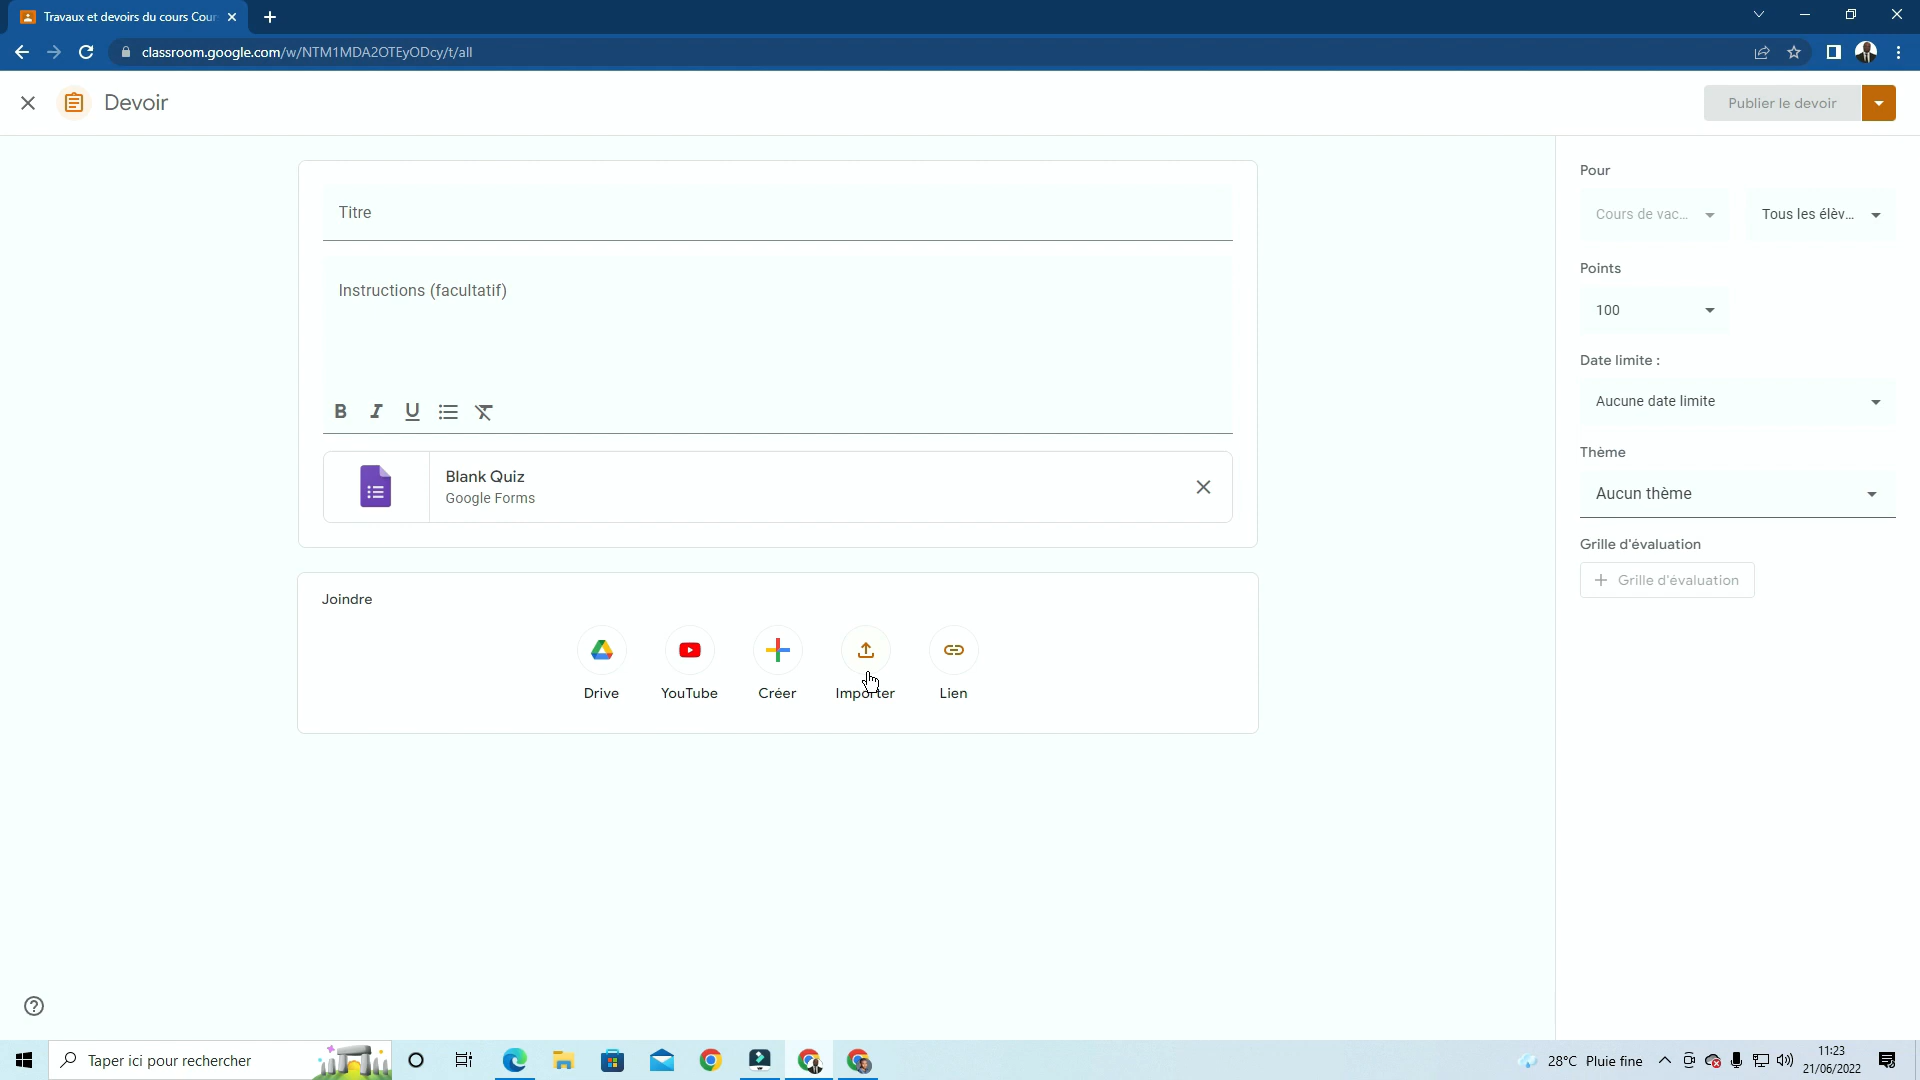 Travaux et devoirs du cours Cour
classroom.google.com/w/NTM1MDA2OTEyODcy/t/all
Devoir
Publier le devoir
Titre
Instructions (facultatif)
B I U
Blank Quiz
Google Forms
Joindre
Drive YouTube Créer Importer Lien
Pour
Cours de vac... Tous les élèv...
Points
100
Date limite :
Aucune date limite
Thème
Aucun thème
Grille d'évaluation
+ Grille d'évaluation
Taper ici pour rechercher
28°C Pluie fine
11:23
21/06/2022